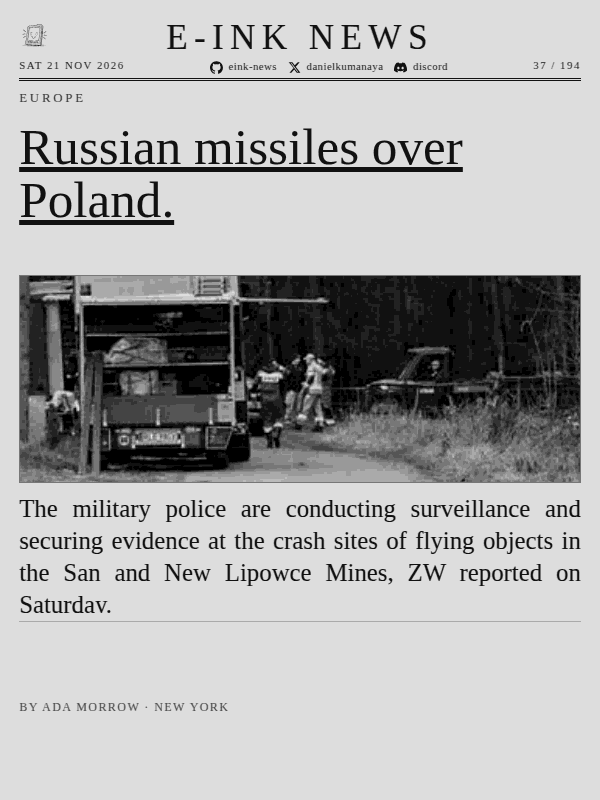 E-INK NEWS
SAT 21 NOV 2026
eink-news danielkumanaya discord
37 / 194
EUROPE
Russian missiles over
Poland.
The military police are conducting surveillance and
securing evidence at the crash sites of flying objects in
the San and New Lipowce Mines, ZW reported on
Saturday.
BY ADA MORROW · NEW YORK